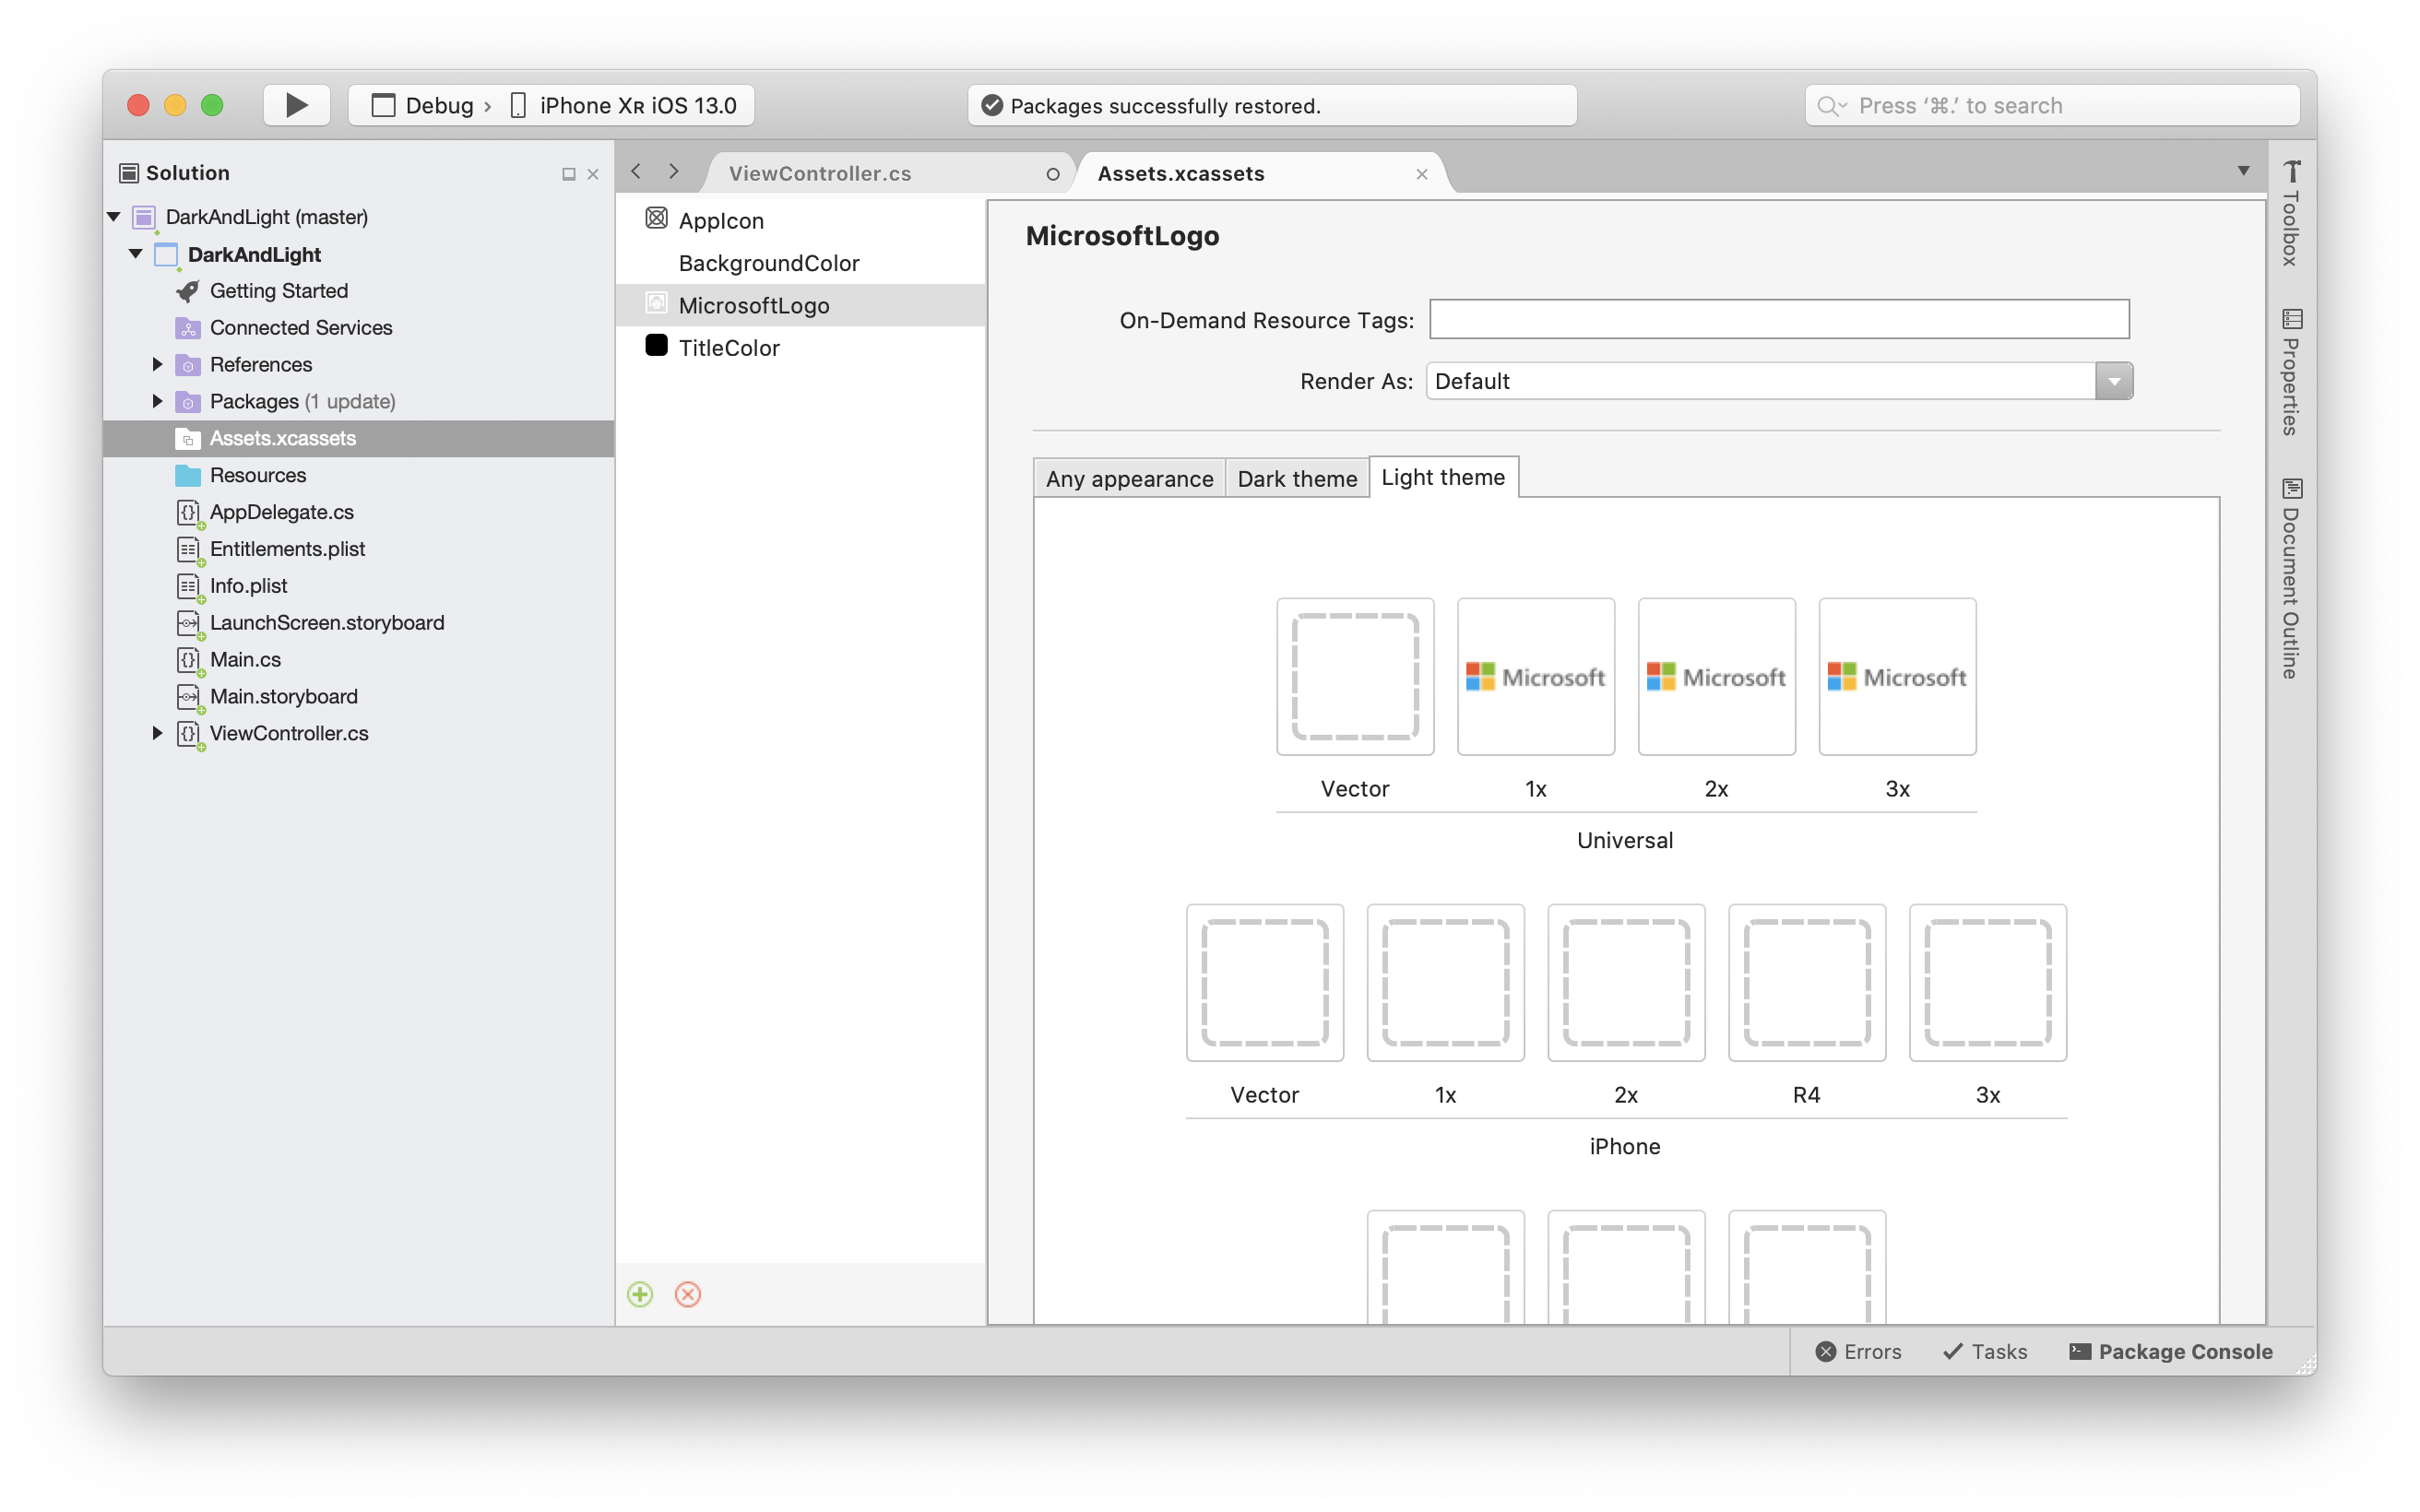 Debug › iPhone XR iOS 13.0
Packages successfully restored.
Press ‘⌘.’ to search
Solution
DarkAndLight (master)
DarkAndLight
Getting Started
Connected Services
References
Packages (1 update)
Assets.xcassets
Resources
AppDelegate.cs
Entitlements.plist
Info.plist
LaunchScreen.storyboard
Main.cs
Main.storyboard
ViewController.cs
ViewController.cs
Assets.xcassets
AppIcon
BackgroundColor
MicrosoftLogo
TitleColor
MicrosoftLogo
On-Demand Resource Tags:
Render As: Default
Any appearance Dark theme Light theme
Microsoft Microsoft Microsoft
Vector 1x 2x 3x
Universal
Vector 1x 2x R4 3x
iPhone
Toolbox
Properties
Document Outline
Errors Tasks Package Console